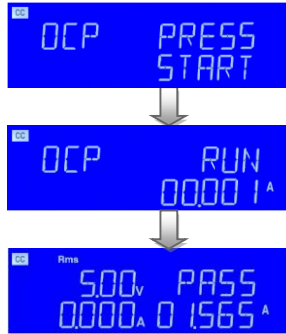 CC
OCP PRESS
START
CC
OCP RUN
00.001 A
CC Rms
5.00V PASS
0.000A 01.565 A